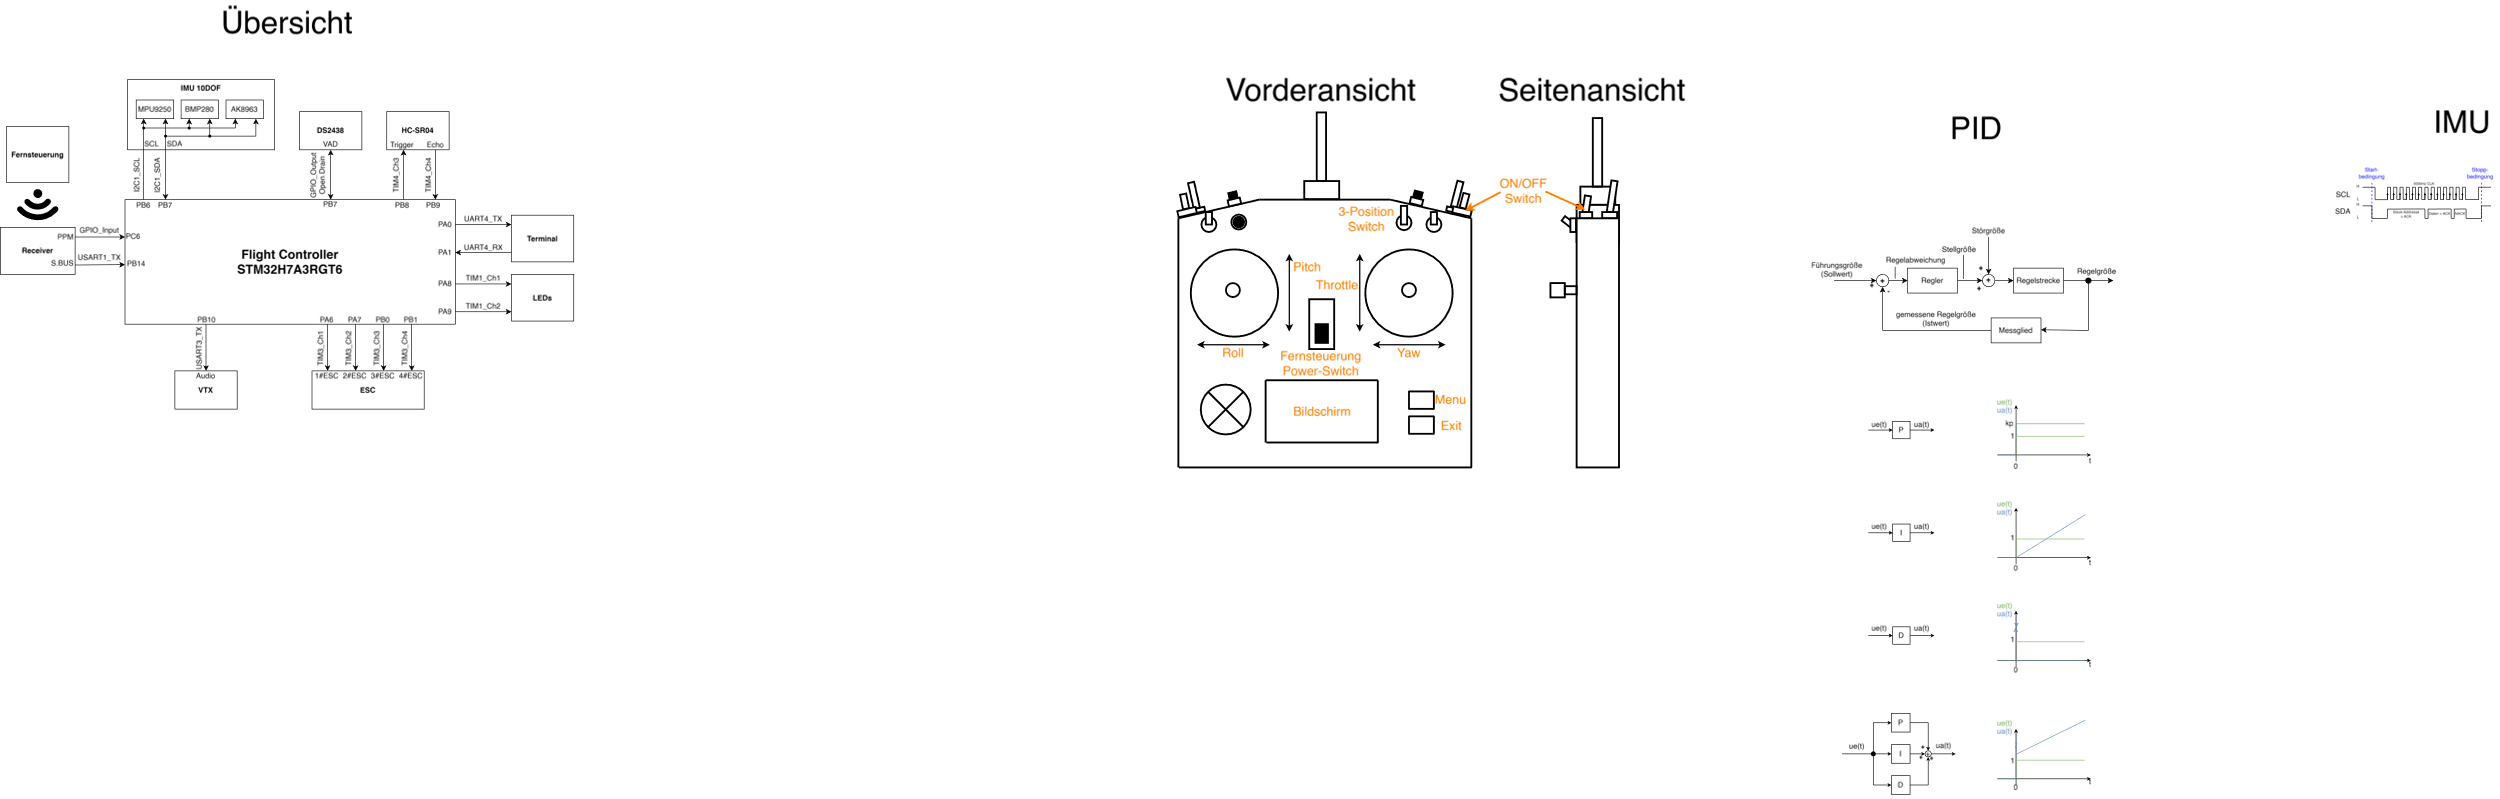 Übersicht
IMU 10DOF
MPU9250
BMP280
AK8963
SCL
SDA
DS2438
VAD
HC-SR04
Trigger
Echo
Fernsteuerung
I2C1_SCL
I2C1_SDA
GPIO_Output
Open Drain
TIM4_Ch3
TIM4_Ch4
PB6
PB7
PB7
PB8
PB9
Receiver
PPM
S.BUS
GPIO_Input
USART1_TX
PC6
PB14
Flight Controller
STM32H7A3RGT6
PA0
PA1
PA8
PA9
UART4_TX
UART4_RX
Terminal
TIM1_Ch1
TIM1_Ch2
LEDs
PB10
PA6
PA7
PB0
PB1
USART3_TX
TIM3_Ch1
TIM3_Ch2
TIM3_Ch3
TIM3_Ch4
Audio
VTX
1#ESC
2#ESC
3#ESC
4#ESC
ESC
Vorderansicht
Seitenansicht
ON/OFF
Switch
3-Position
Switch
Pitch
Throttle
Roll
Yaw
Fernsteuerung
Power-Switch
Bildschirm
Menu
Exit
PID
Störgröße
Stellgröße
Regelabweichung
Führungsgröße
(Sollwert)
+
+
-
Regler
+
+
+
Regelstrecke
Regelgröße
gemessene Regelgröße
(Istwert)
Messglied
ue(t)
P
ua(t)
ue(t)
ua(t)
kp
1
0
t
ue(t)
I
ua(t)
ue(t)
ua(t)
1
0
t
ue(t)
D
ua(t)
ue(t)
ua(t)
1
0
t
ue(t)
P
I
D
+
+
+
+
ua(t)
ue(t)
ua(t)
1
0
t
IMU
Start-
bedingung
Stopp-
bedingung
SCL
H
L
SDA
H
L